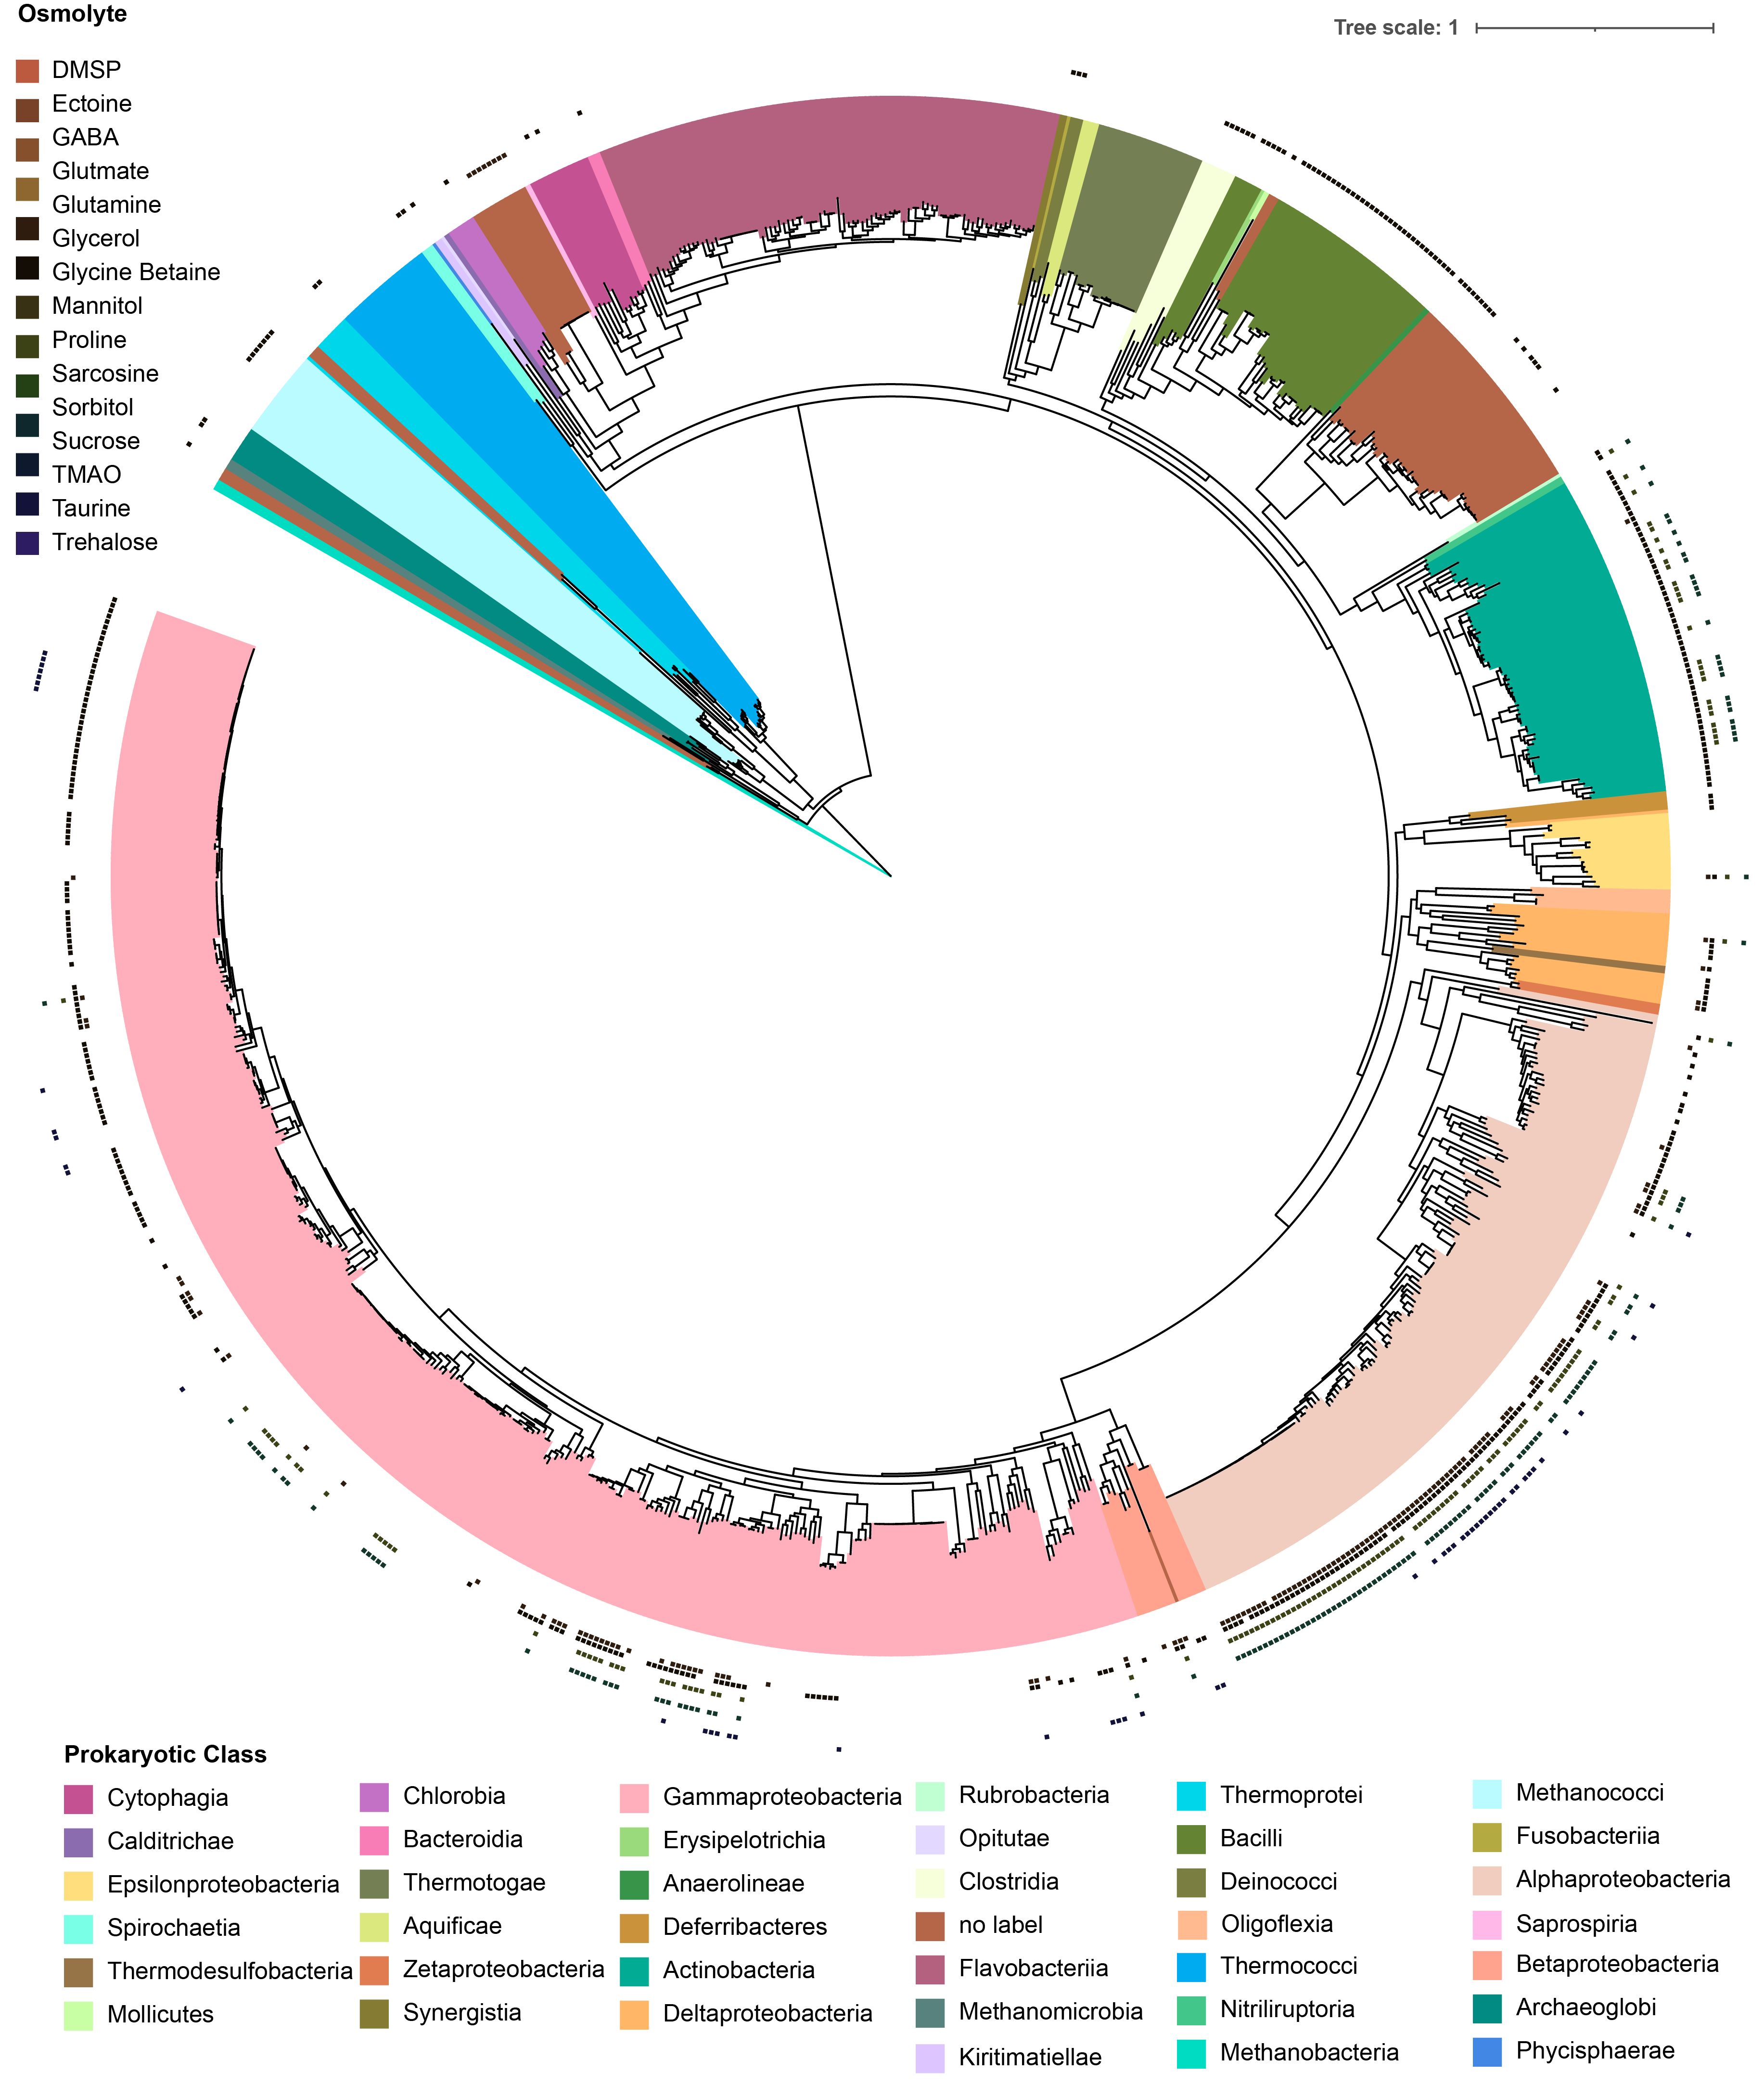 Osmolyte
Tree scale: 1
DMSP
Ectoine
GABA
Glutmate
Glutamine
Glycerol
Glycine Betaine
Mannitol
Proline
Sarcosine
Sorbitol
Sucrose
TMAO
Taurine
Trehalose
Prokaryotic Class
Cytophagia
Calditrichae
Epsilonproteobacteria
Spirochaetia
Thermodesulfobacteria
Mollicutes
Chlorobia
Bacteroidia
Thermotogae
Aquificae
Zetaproteobacteria
Synergistia
Gammaproteobacteria
Erysipelotrichia
Anaerolineae
Deferribacteres
Actinobacteria
Deltaproteobacteria
Rubrobacteria
Opitutae
Clostridia
no label
Flavobacteriia
Methanomicrobia
Kiritimatiellae
Thermoprotei
Bacilli
Deinococci
Oligoflexia
Thermococci
Nitriliruptoria
Methanobacteria
Methanococci
Fusobacteriia
Alphaproteobacteria
Saprospiria
Betaproteobacteria
Archaeoglobi
Phycisphaerae